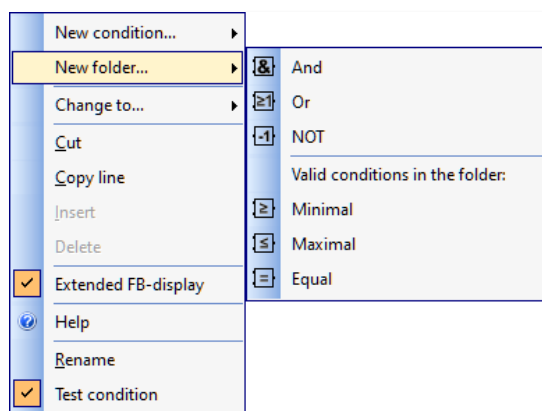 New condition...
New folder...
Change to...
Cut
Copy line
Insert
Delete
Extended FB-display
Help
Rename
Test condition
& And
≥1 Or
-1 NOT
Valid conditions in the folder:
≥ Minimal
≤ Maximal
= Equal